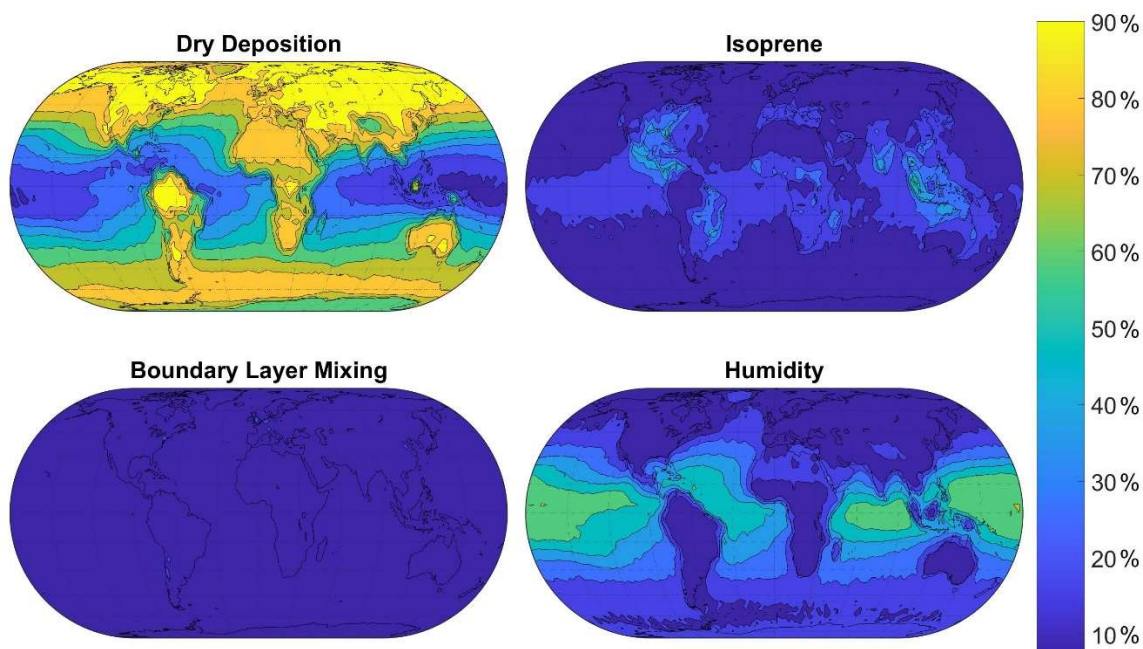 Dry Deposition
Isoprene
Boundary Layer Mixing
Humidity
90 %
80 %
70 %
60 %
50 %
40 %
30 %
20 %
10 %